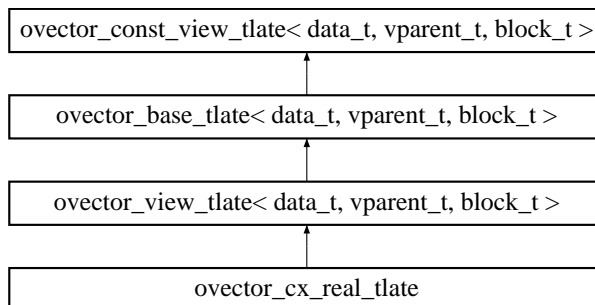 ovector_const_view_tlate< data_t, vparent_t, block_t >
ovector_base_tlate< data_t, vparent_t, block_t >
ovector_view_tlate< data_t, vparent_t, block_t >
ovector_cx_real_tlate